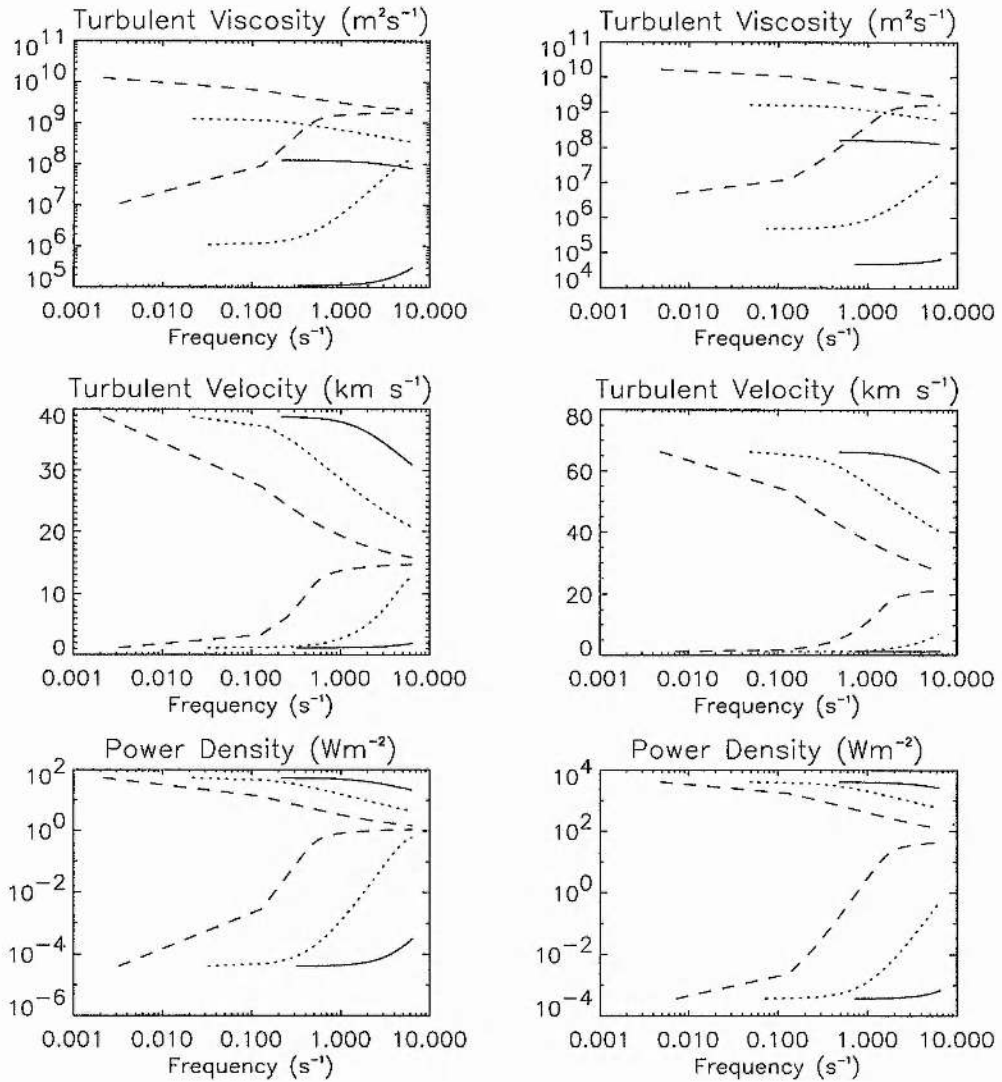 Turbulent Viscosity (m²s⁻¹)
10¹¹
10¹⁰
10⁹
10⁸
10⁷
10⁶
10⁵
0.001 0.010 0.100 1.000 10.000
Frequency (s⁻¹)
Turbulent Viscosity (m²s⁻¹)
10¹¹
10¹⁰
10⁹
10⁸
10⁷
10⁶
10⁵
10⁴
0.001 0.010 0.100 1.000 10.000
Frequency (s⁻¹)
Turbulent Velocity (km s⁻¹)
40
30
20
10
0
0.001 0.010 0.100 1.000 10.000
Frequency (s⁻¹)
Turbulent Velocity (km s⁻¹)
80
60
40
20
0
0.001 0.010 0.100 1.000 10.000
Frequency (s⁻¹)
Power Density (Wm⁻²)
10²
10⁰
10⁻²
10⁻⁴
10⁻⁶
0.001 0.010 0.100 1.000 10.000
Frequency (s⁻¹)
Power Density (Wm⁻²)
10⁴
10²
10⁰
10⁻²
10⁻⁴
0.001 0.010 0.100 1.000 10.000
Frequency (s⁻¹)